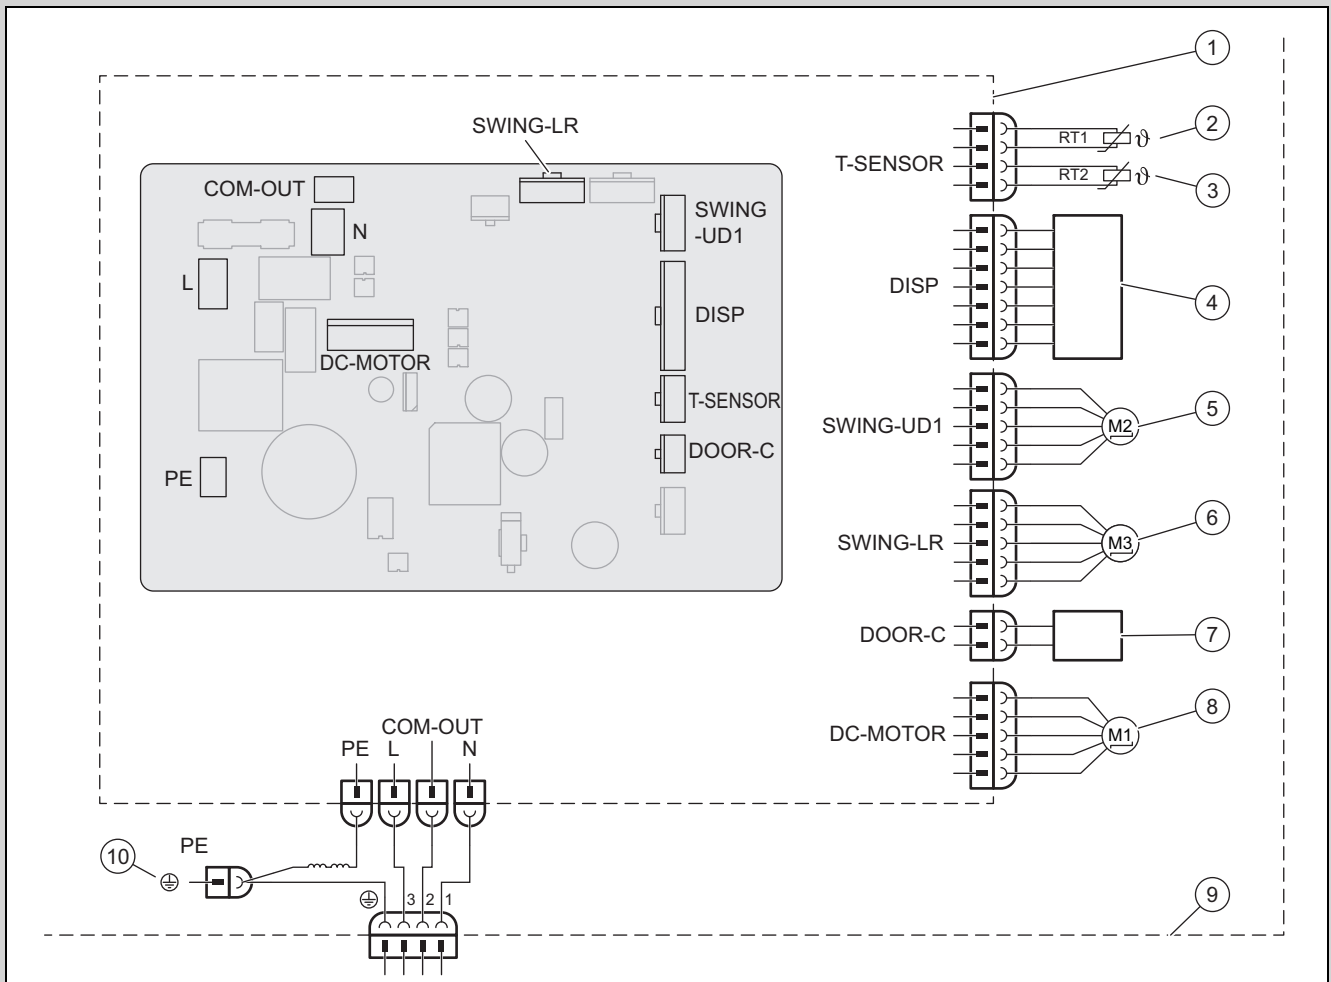 1
SWING-LR
RT1
ϑ
2
T-SENSOR
RT2
ϑ
3
COM-OUT
N
SWING
-UD1
L
DISP
DISP
4
DC-MOTOR
T-SENSOR
SWING-UD1
M2
5
DOOR-C
PE
SWING-LR
M3
6
DOOR-C
7
DC-MOTOR
M1
8
COM-OUT
PE
L
N
PE
10
3
2
1
9